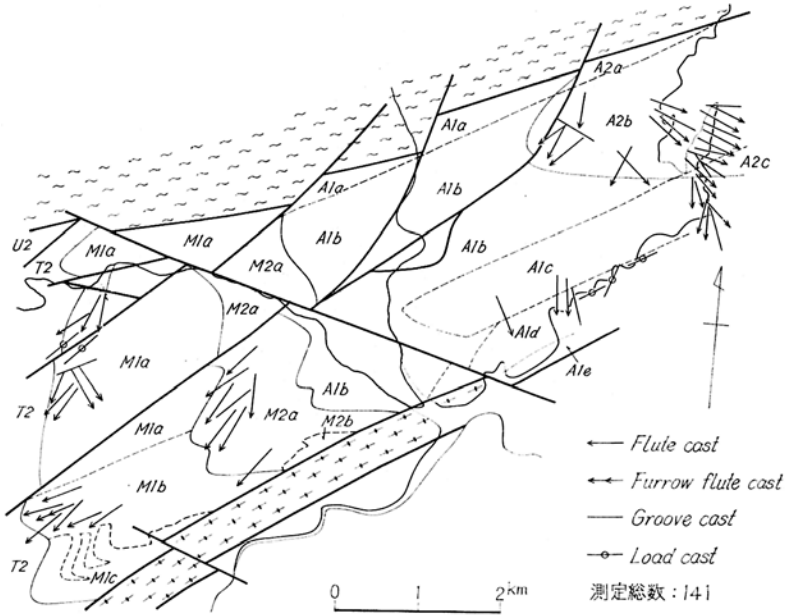 A2a
A2b
A1a
A2c
A1a
A1b
U2
M1a
M1a
A1b
A1b
T2
M2a
A1c
M2a
A1d
M1a
A1e
A1b
T2
M2a
M2b
M1a
Flute cast
M1b
Furrow flute cast
Groove cast
T2
M1c
Load cast
0 1 2 km
測定総数：141